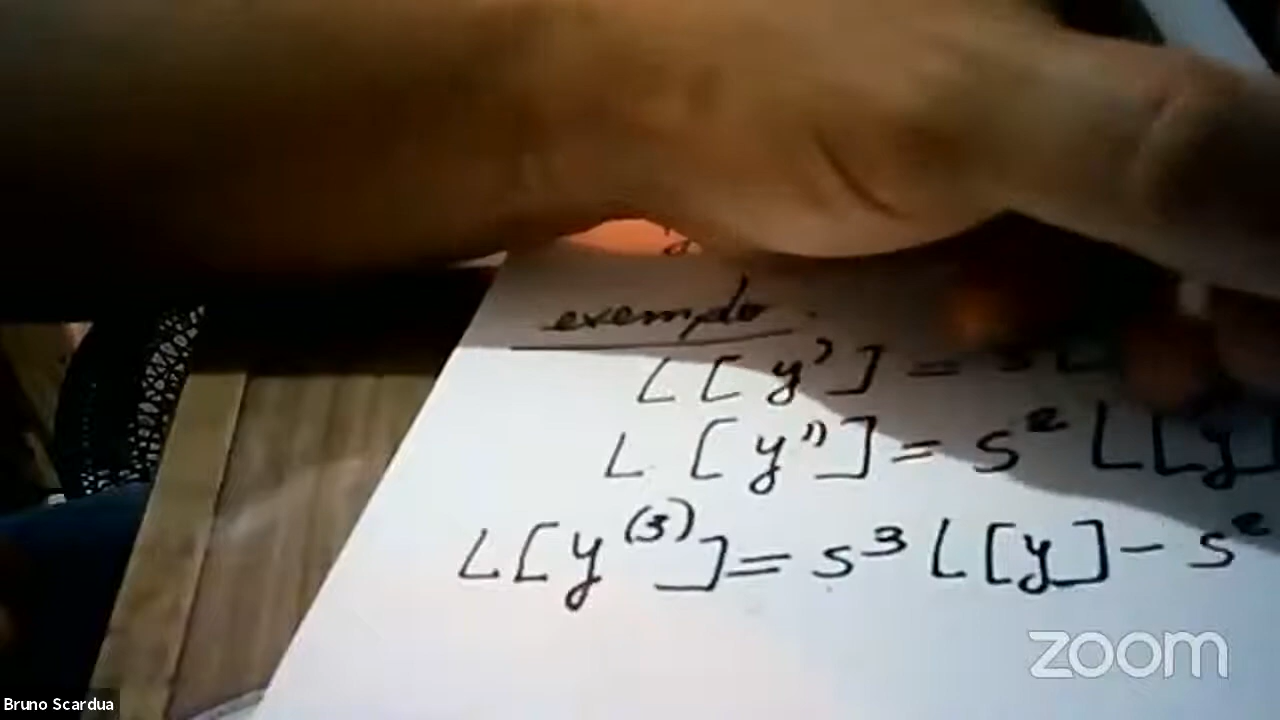 exemplo.
L[y'] =
L[y''] = s² L[y]
L[y⁽³⁾] = s³ L[y] - s²
zoom
Bruno Scardua